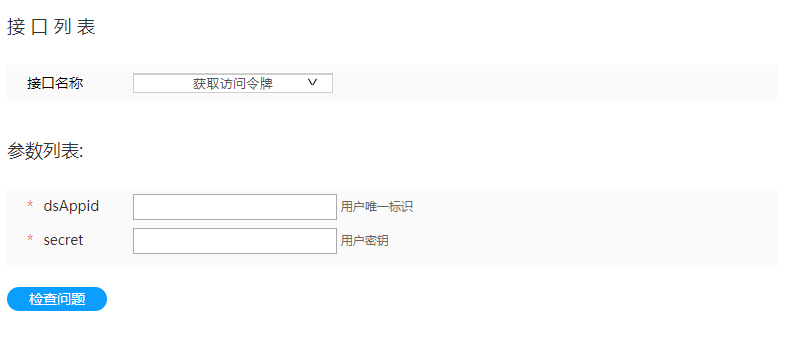 接 口 列 表
接口名称 获取访问令牌
参数列表:
* dsAppid 用户唯一标识
* secret 用户密钥
检查问题